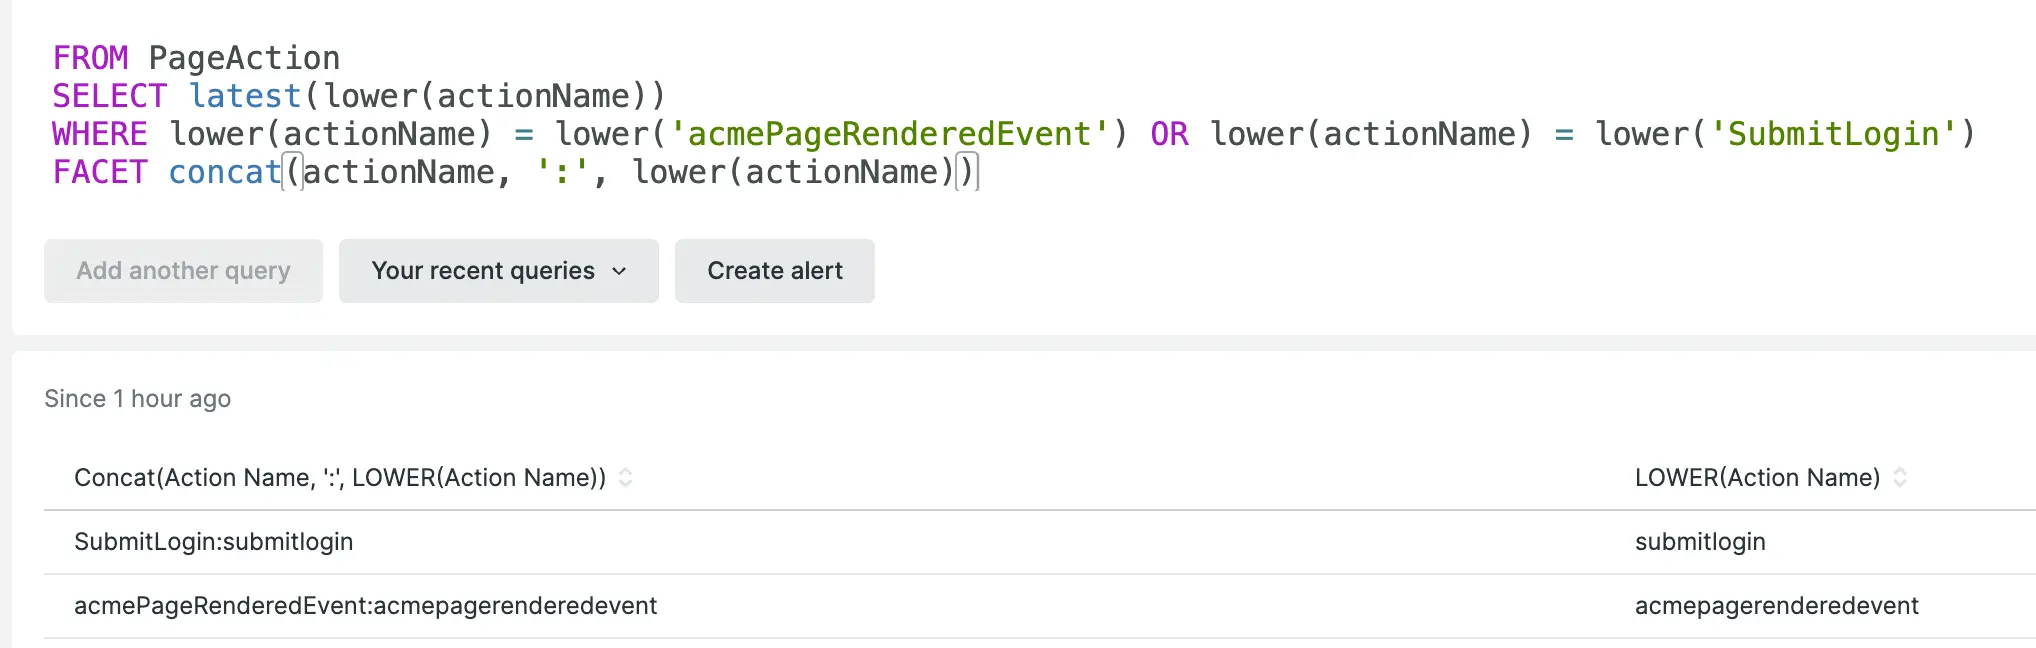 FROM PageAction
SELECT latest(lower(actionName))
WHERE lower(actionName) = lower('acmePageRenderedEvent') OR lower(actionName) = lower('SubmitLogin')
FACET concat(actionName, ':', lower(actionName))
Add another query Your recent queries Create alert
Since 1 hour ago
Concat(Action Name, ':', LOWER(Action Name)) LOWER(Action Name)
SubmitLogin:submitlogin submitlogin
acmePageRenderedEvent:acmepagerenderedevent acmepagerenderedevent